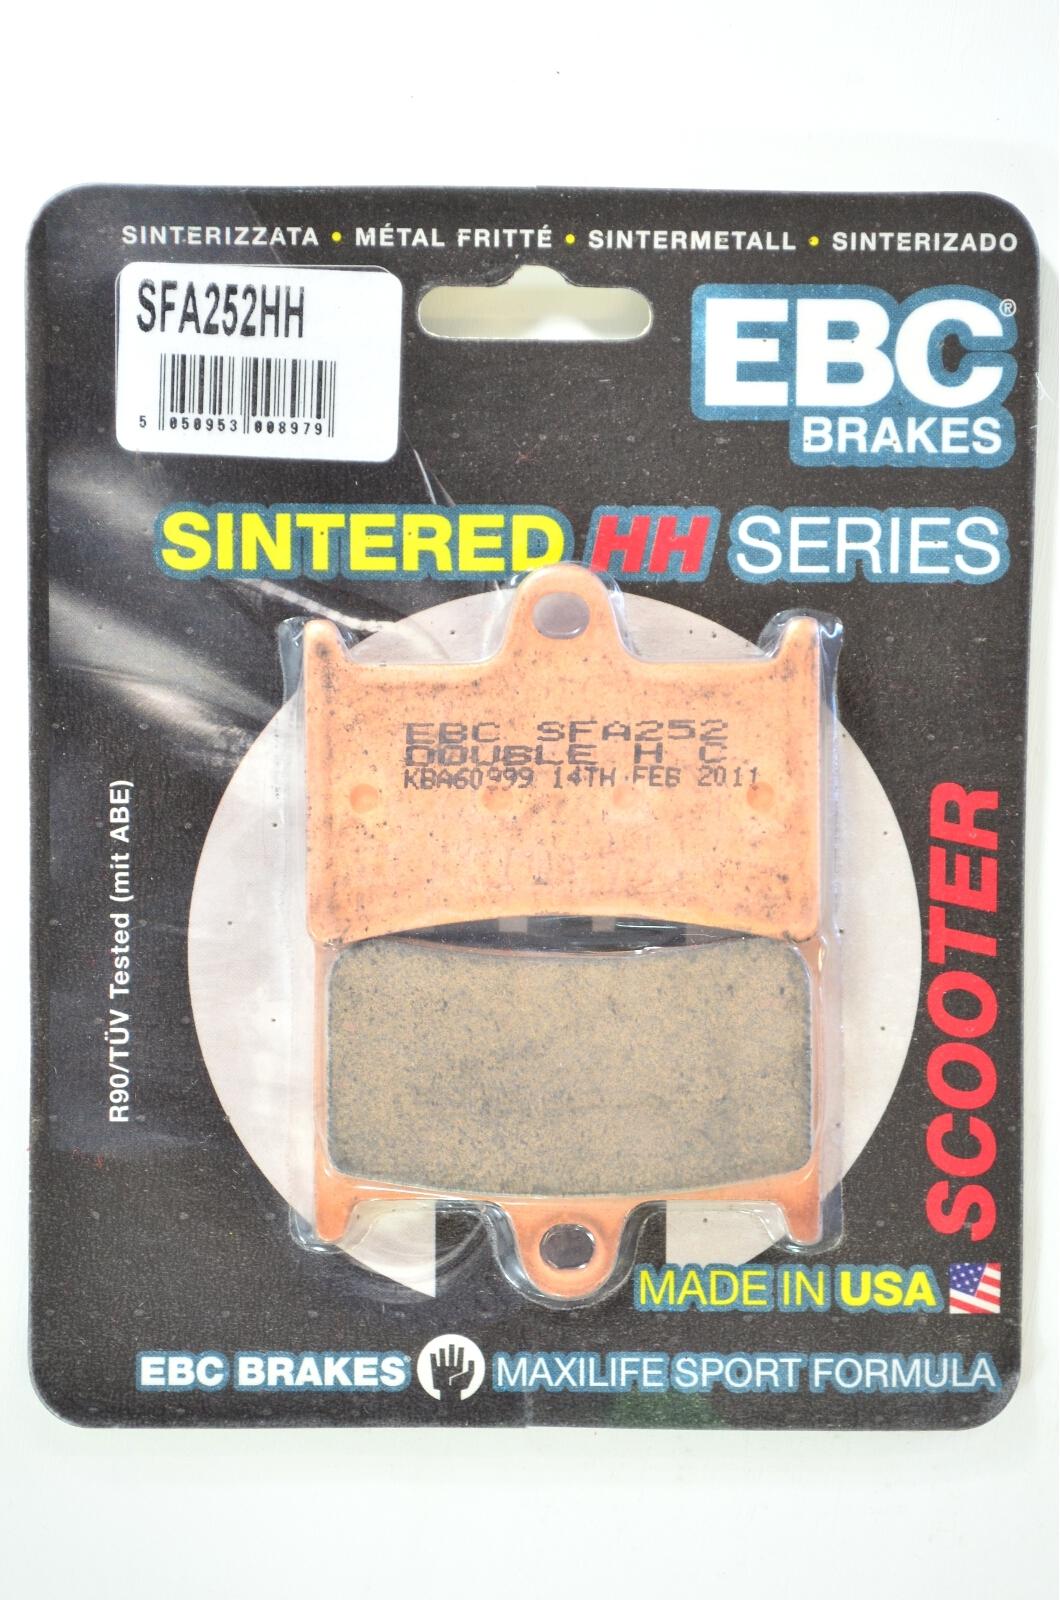 SINTERIZZATA • MÉTAL FRITTÉ • SINTERMETALL • SINTERIZADO
SFA252HH
5 050953 008979
EBC®
BRAKES
SINTERED HH SERIES
EBC SFA252
DOUBLE H C
KBA60999 14TH FEB 2011
R90/TÜV Tested (mit ABE)
SCOOTER
MADE IN USA
EBC BRAKES MAXILIFE SPORT FORMULA